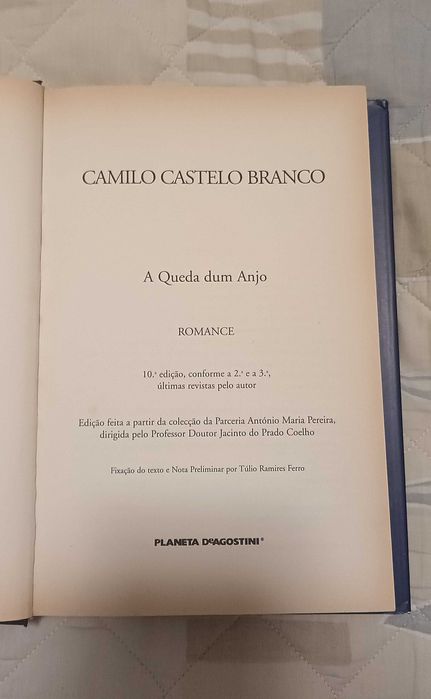 CAMILO CASTELO BRANCO
A Queda dum Anjo
ROMANCE
10.ª edição, conforme a 2.ª e a 3.ª,
últimas revistas pelo autor
Edição feita a partir da colecção da Parceria António Maria Pereira,
dirigida pelo Professor Doutor Jacinto do Prado Coelho
Fixação do texto e Nota Preliminar por Túlio Ramires Ferro
PLANETA DeAGOSTINI®